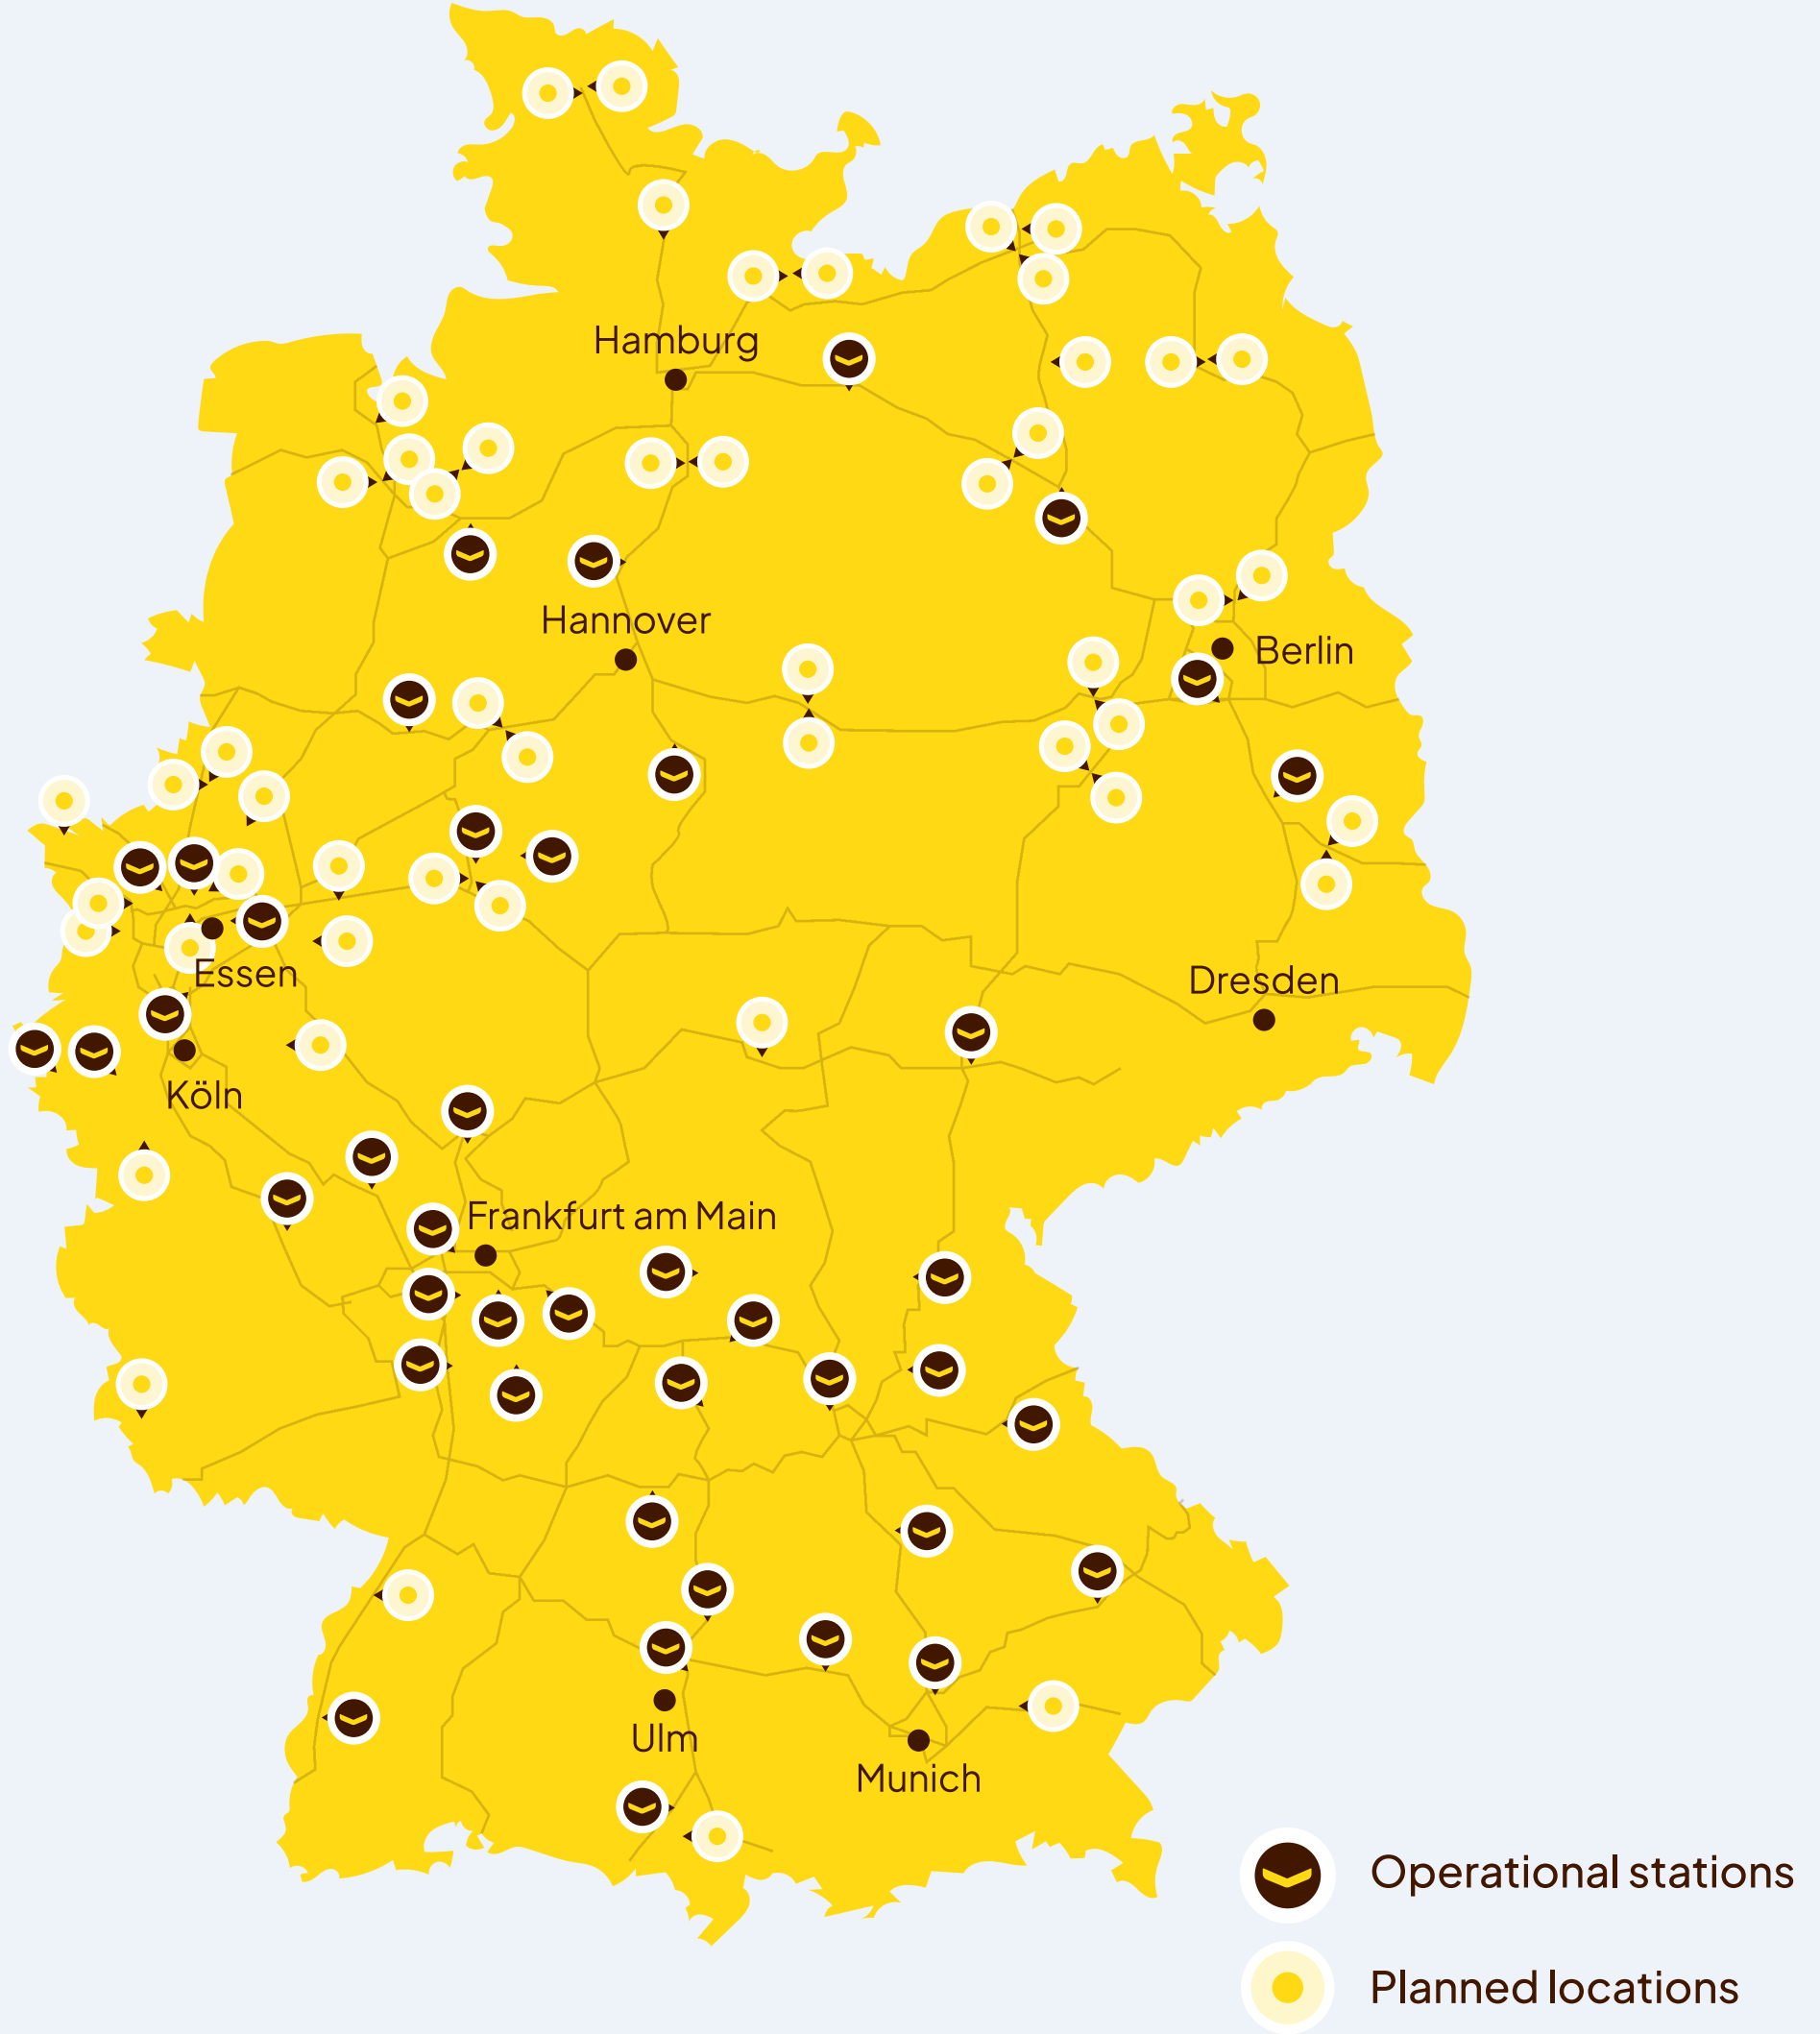 Hamburg
Hannover
Berlin
Essen
Dresden
Köln
Frankfurt am Main
Ulm
Munich
Operational stations
Planned locations